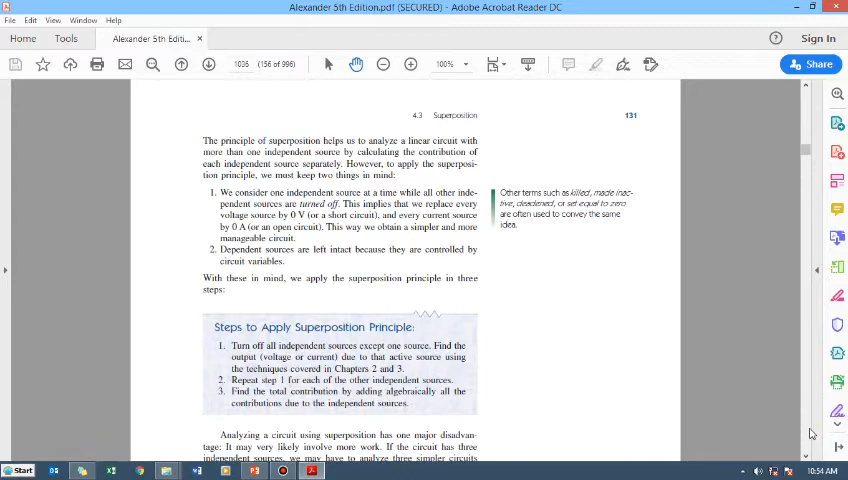 Alexander 5th Edition.pdf (SECURED) - Adobe Acrobat Reader DC
File Edit View Window Help
Home Tools Alexander 5th Editi... × ? Sign In
1036 (156 of 996) 100% Share
4.3 Superposition 131
The principle of superposition helps us to analyze a linear circuit with
more than one independent source by calculating the contribution of
each independent source separately. However, to apply the superposi-
tion principle, we must keep two things in mind:
1. We consider one independent source at a time while all other inde-
pendent sources are turned off. This implies that we replace every
voltage source by 0 V (or a short circuit), and every current source
by 0 A (or an open circuit). This way we obtain a simpler and more
manageable circuit.
2. Dependent sources are left intact because they are controlled by
circuit variables.
Other terms such as killed, made inac-
tive, deadened, or set equal to zero
are often used to convey the same
idea.
With these in mind, we apply the superposition principle in three
steps:
Steps to Apply Superposition Principle:
1. Turn off all independent sources except one source. Find the
output (voltage or current) due to that active source using
the techniques covered in Chapters 2 and 3.
2. Repeat step 1 for each of the other independent sources.
3. Find the total contribution by adding algebraically all the
contributions due to the independent sources.
Analyzing a circuit using superposition has one major disadvan-
tage: It may very likely involve more work. If the circuit has three
independent sources, we may have to analyze three simpler circuits
Start 10:54 AM